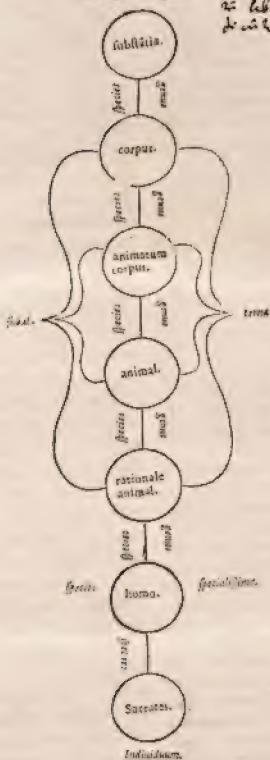 substãtia.
species genus
corpus.
species genus
animatum
corpus.
species genus
animal.
species genus
rationale
animal.
species genus
species homo. specialissima.
Socrates.
Individuum.